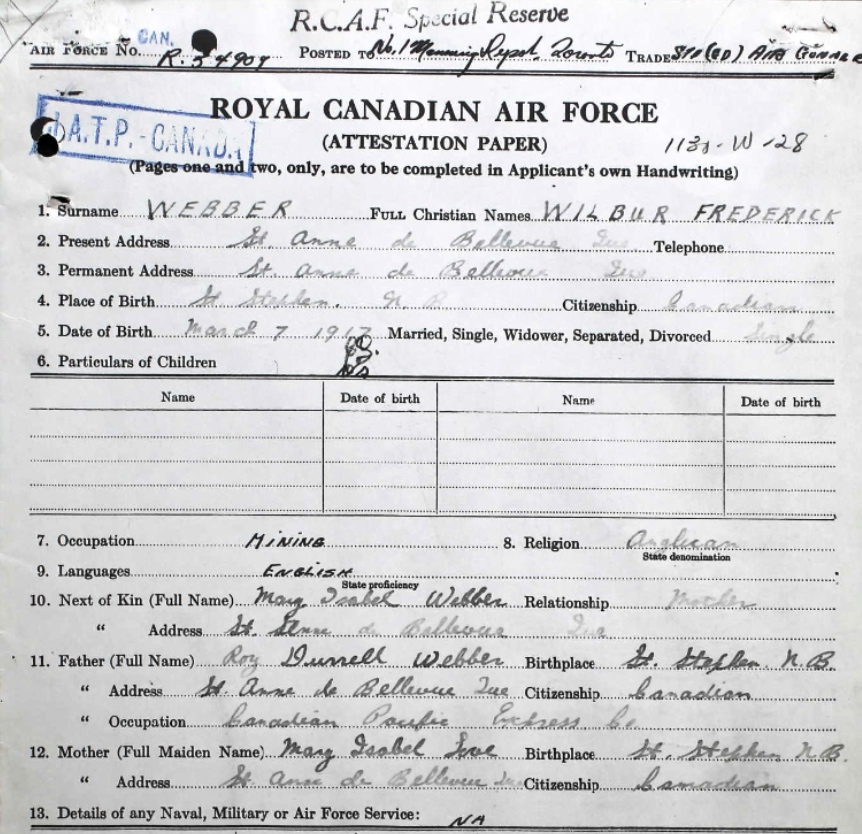 R.C.A.F. Special Reserve
CAN.
AIR FORCE No. R.54907 POSTED TO No. 1 Manning Depot. Toronto TRADE Std (GD) AIR GUNNER
ROYAL CANADIAN AIR FORCE
J.A.T.P.-CANADA
(ATTESTATION PAPER) -W-28
(Pages one and two, only, are to be completed in Applicant's own Handwriting)
1. Surname WEBBER FULL Christian Names WILBUR FREDERICK
2. Present Address St. Anne de Bellevue Que Telephone
3. Permanent Address St. Anne de Bellevue Que
4. Place of Birth St Stephen. N B Citizenship Canadian
5. Date of Birth March 7 1917 Married, Single, Widower, Separated, Divorced Single
6. Particulars of Children
Name Date of birth Name Date of birth
7. Occupation MINING 8. Religion Anglican
State denomination
9. Languages ENGLISH
State proficiency
10. Next of Kin (Full Name) Mary Isabel Webber Relationship Mother
" Address St. Anne de Bellevue Que
11. Father (Full Name) Roy Durrell Webber Birthplace St. Stephen N.B.
" Address St. Anne de Bellevue Que Citizenship Canadian
" Occupation Canadian Pacific Express Co.
12. Mother (Full Maiden Name) Mary Isabel Birthplace St. Stephen N B.
" Address St Anne de Bellevue Que Citizenship Canadian
13. Details of any Naval, Military or Air Force Service: NA